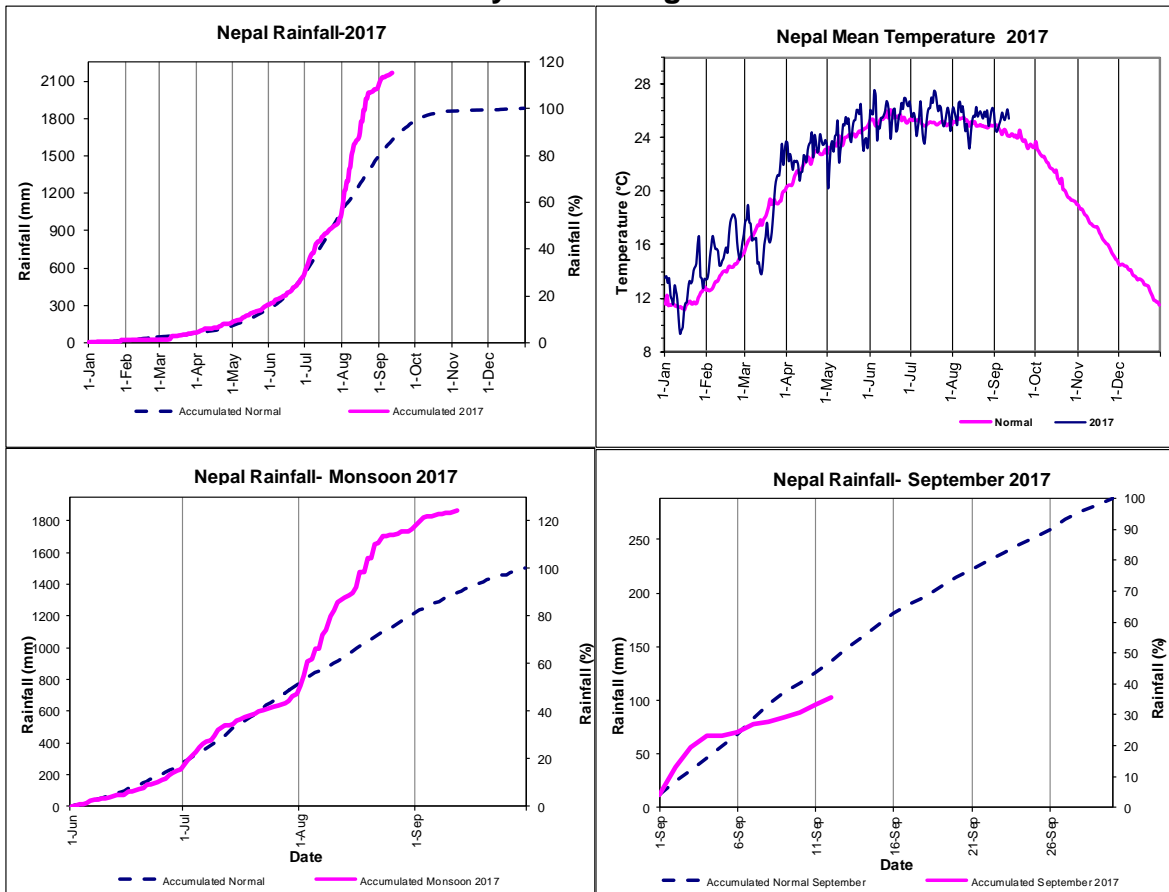 Nepal Rainfall-2017
2100
1800
1500
1200
900
600
300
0
Rainfall (mm)
120
100
80
60
40
20
0
Rainfall (%)
1-Jan
1-Feb
1-Mar
1-Apr
1-May
1-Jun
1-Jul
1-Aug
1-Sep
1-Oct
1-Nov
1-Dec
Accumulated Normal
Accumulated 2017
Nepal Mean Temperature 2017
28
24
20
16
12
8
Temperature (°C)
1-Jan
1-Feb
1-Mar
1-Apr
1-May
1-Jun
1-Jul
1-Aug
1-Sep
1-Oct
1-Nov
1-Dec
Normal
2017
Nepal Rainfall- Monsoon 2017
1800
1600
1400
1200
1000
800
600
400
200
0
Rainfall (mm)
120
100
80
60
40
20
0
Rainfall (%)
1-Jun
1-Jul
1-Aug
1-Sep
Date
Accumulated Normal
Accumulated Monsoon 2017
Nepal Rainfall- September 2017
250
200
150
100
50
0
Rainfall (mm)
100
90
80
70
60
50
40
30
20
10
0
Rainfall (%)
1-Sep
6-Sep
11-Sep
16-Sep
21-Sep
26-Sep
Date
Accumulated Normal September
Accumulated September 2017